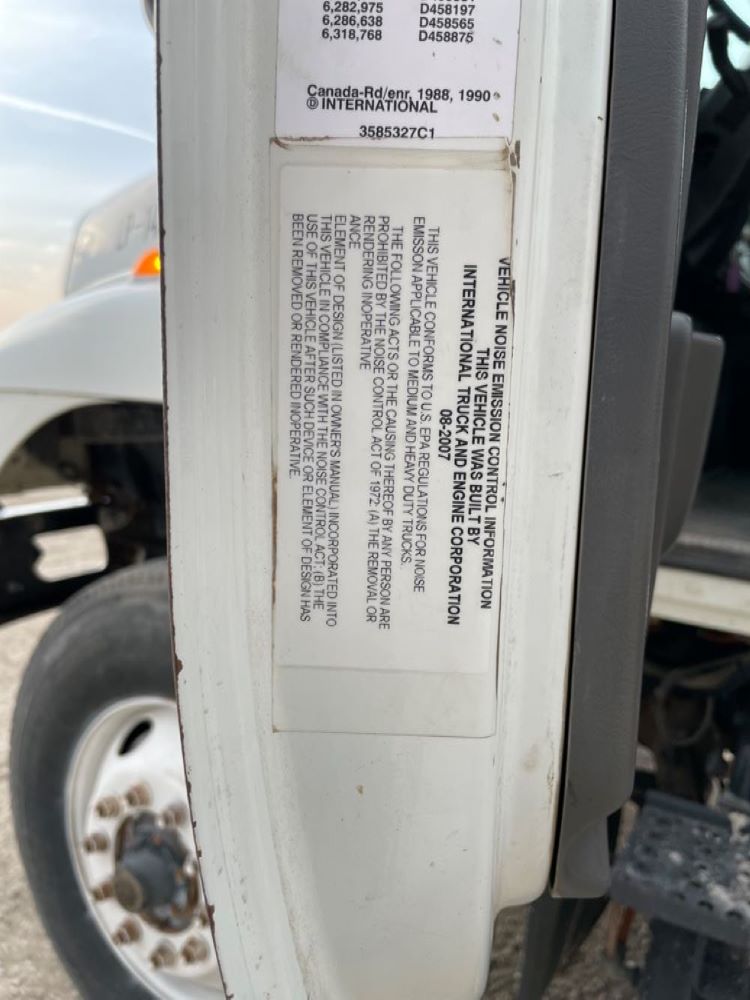 6,282,975 D458197
6,286,638 D458565
6,318,768 D458875
Canada-Rd/enr. 1988, 1990
© INTERNATIONAL
3585327C1
VEHICLE NOISE EMISSION CONTROL INFORMATION
THIS VEHICLE WAS BUILT BY
INTERNATIONAL TRUCK AND ENGINE CORPORATION
08-2007
THIS VEHICLE CONFORMS TO U.S. EPA REGULATIONS FOR NOISE
EMISSON APPLICABLE TO MEDIUM AND HEAVY DUTY TRUCKS.
THE FOLLOWING ACTS OR THE CAUSING THEREOF BY ANY PERSON ARE
PROHIBITED BY THE NOISE CONTROL ACT OF 1972: (A) THE REMOVAL OR
RENDERING INOPERATIVE
ANCE
ELEMENT OF DESIGN (LISTED IN OWNER'S MANUAL) INCORPORATED INTO
THIS VEHICLE IN COMPLIANCE WITH THE NOISE CONTROL ACT; (B) THE
USE OF THIS VEHICLE AFTER SUCH DEVICE OR ELEMENT OF DESIGN HAS
BEEN REMOVED OR RENDERED INOPERATIVE.